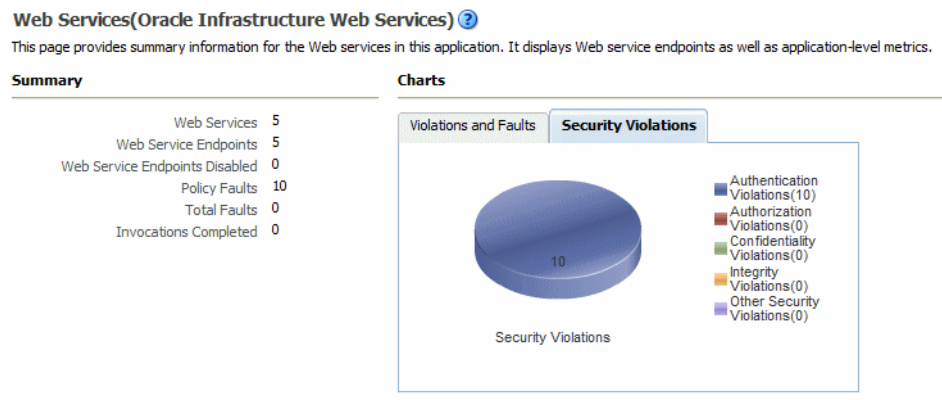 Web Services(Oracle Infrastructure Web Services) ?
This page provides summary information for the Web services in this application. It displays Web service endpoints as well as application-level metrics.
Summary
Web Services 5
Web Service Endpoints 5
Web Service Endpoints Disabled 0
Policy Faults 10
Total Faults 0
Invocations Completed 0
Charts
Violations and Faults Security Violations
10
Security Violations
Authentication
Violations(10)
Authorization
Violations(0)
Confidentiality
Violations(0)
Integrity
Violations(0)
Other Security
Violations(0)